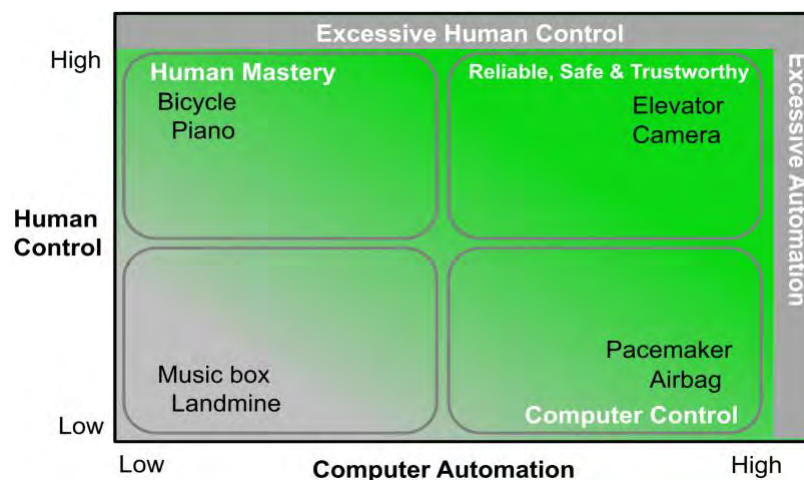 Excessive Human Control
High
Human Mastery
Bicycle
Piano
Reliable, Safe & Trustworthy
Elevator
Camera
Excessive Automation
Human
Control
Music box
Landmine
Pacemaker
Airbag
Computer Control
Low
Low
Computer Automation
High